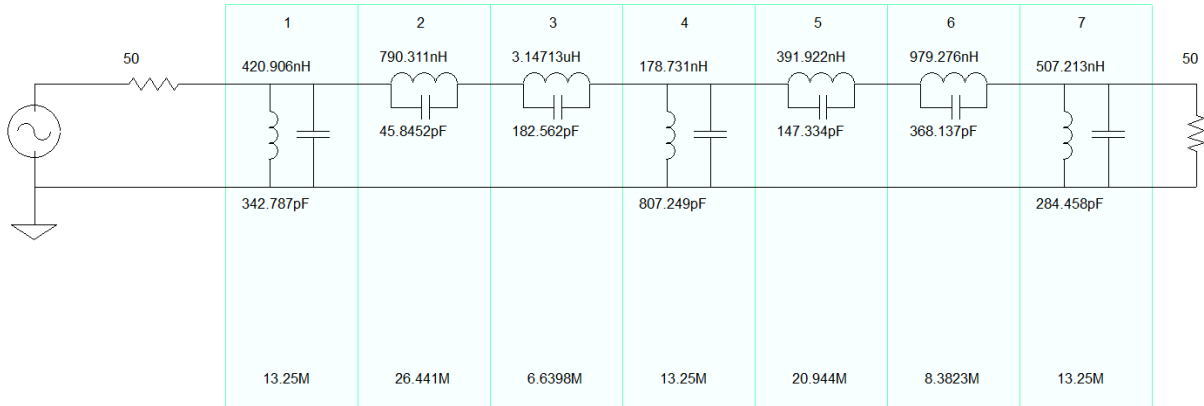 1 2 3 4 5 6 7
50 420.906nH 790.311nH 3.14713uH 178.731nH 391.922nH 979.276nH 507.213nH 50
45.8452pF 182.562pF 147.334pF 368.137pF
342.787pF 807.249pF 284.458pF
13.25M 26.441M 6.6398M 13.25M 20.944M 8.3823M 13.25M